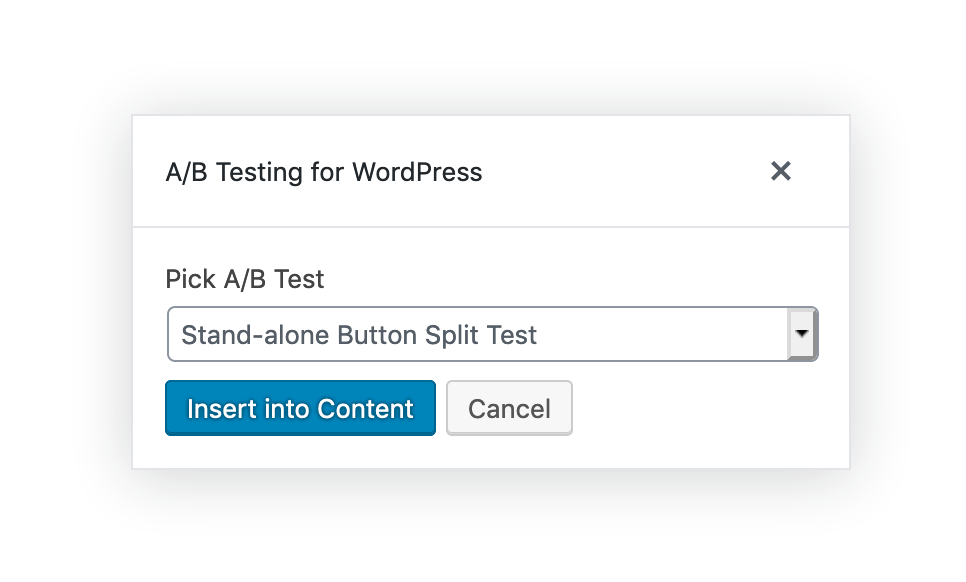 A/B Testing for WordPress
Pick A/B Test
Stand-alone Button Split Test
Insert into Content
Cancel